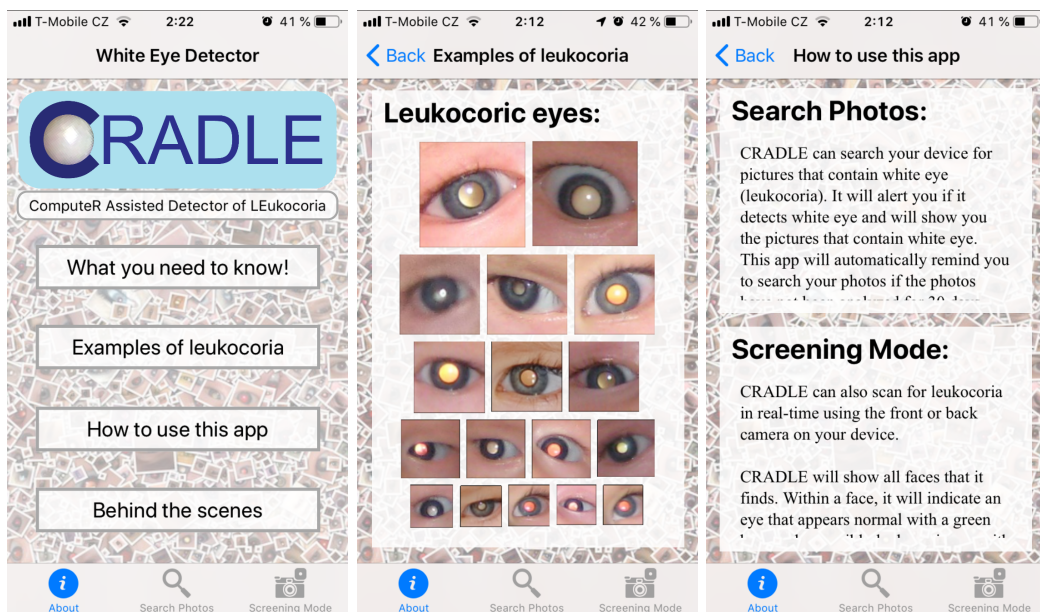 T-Mobile CZ 2:22 41 %
White Eye Detector
CRADLE
ComputeR Assisted Detector of LEukocoria
What you need to know!
Examples of leukocoria
How to use this app
Behind the scenes
About Search Photos Screening Mode
T-Mobile CZ 2:12 42 %
Back Examples of leukocoria
Leukocoric eyes:
About Search Photos Screening Mode
T-Mobile CZ 2:12 41 %
Back How to use this app
Search Photos:
CRADLE can search your device for
pictures that contain white eye
(leukocoria). It will alert you if it
detects white eye and will show you
the pictures that contain white eye.
This app will automatically remind you
to search your photos if the photos
Screening Mode:
CRADLE can also scan for leukocoria
in real-time using the front or back
camera on your device.
CRADLE will show all faces that it
finds. Within a face, it will indicate an
eye that appears normal with a green
About Search Photos Screening Mode